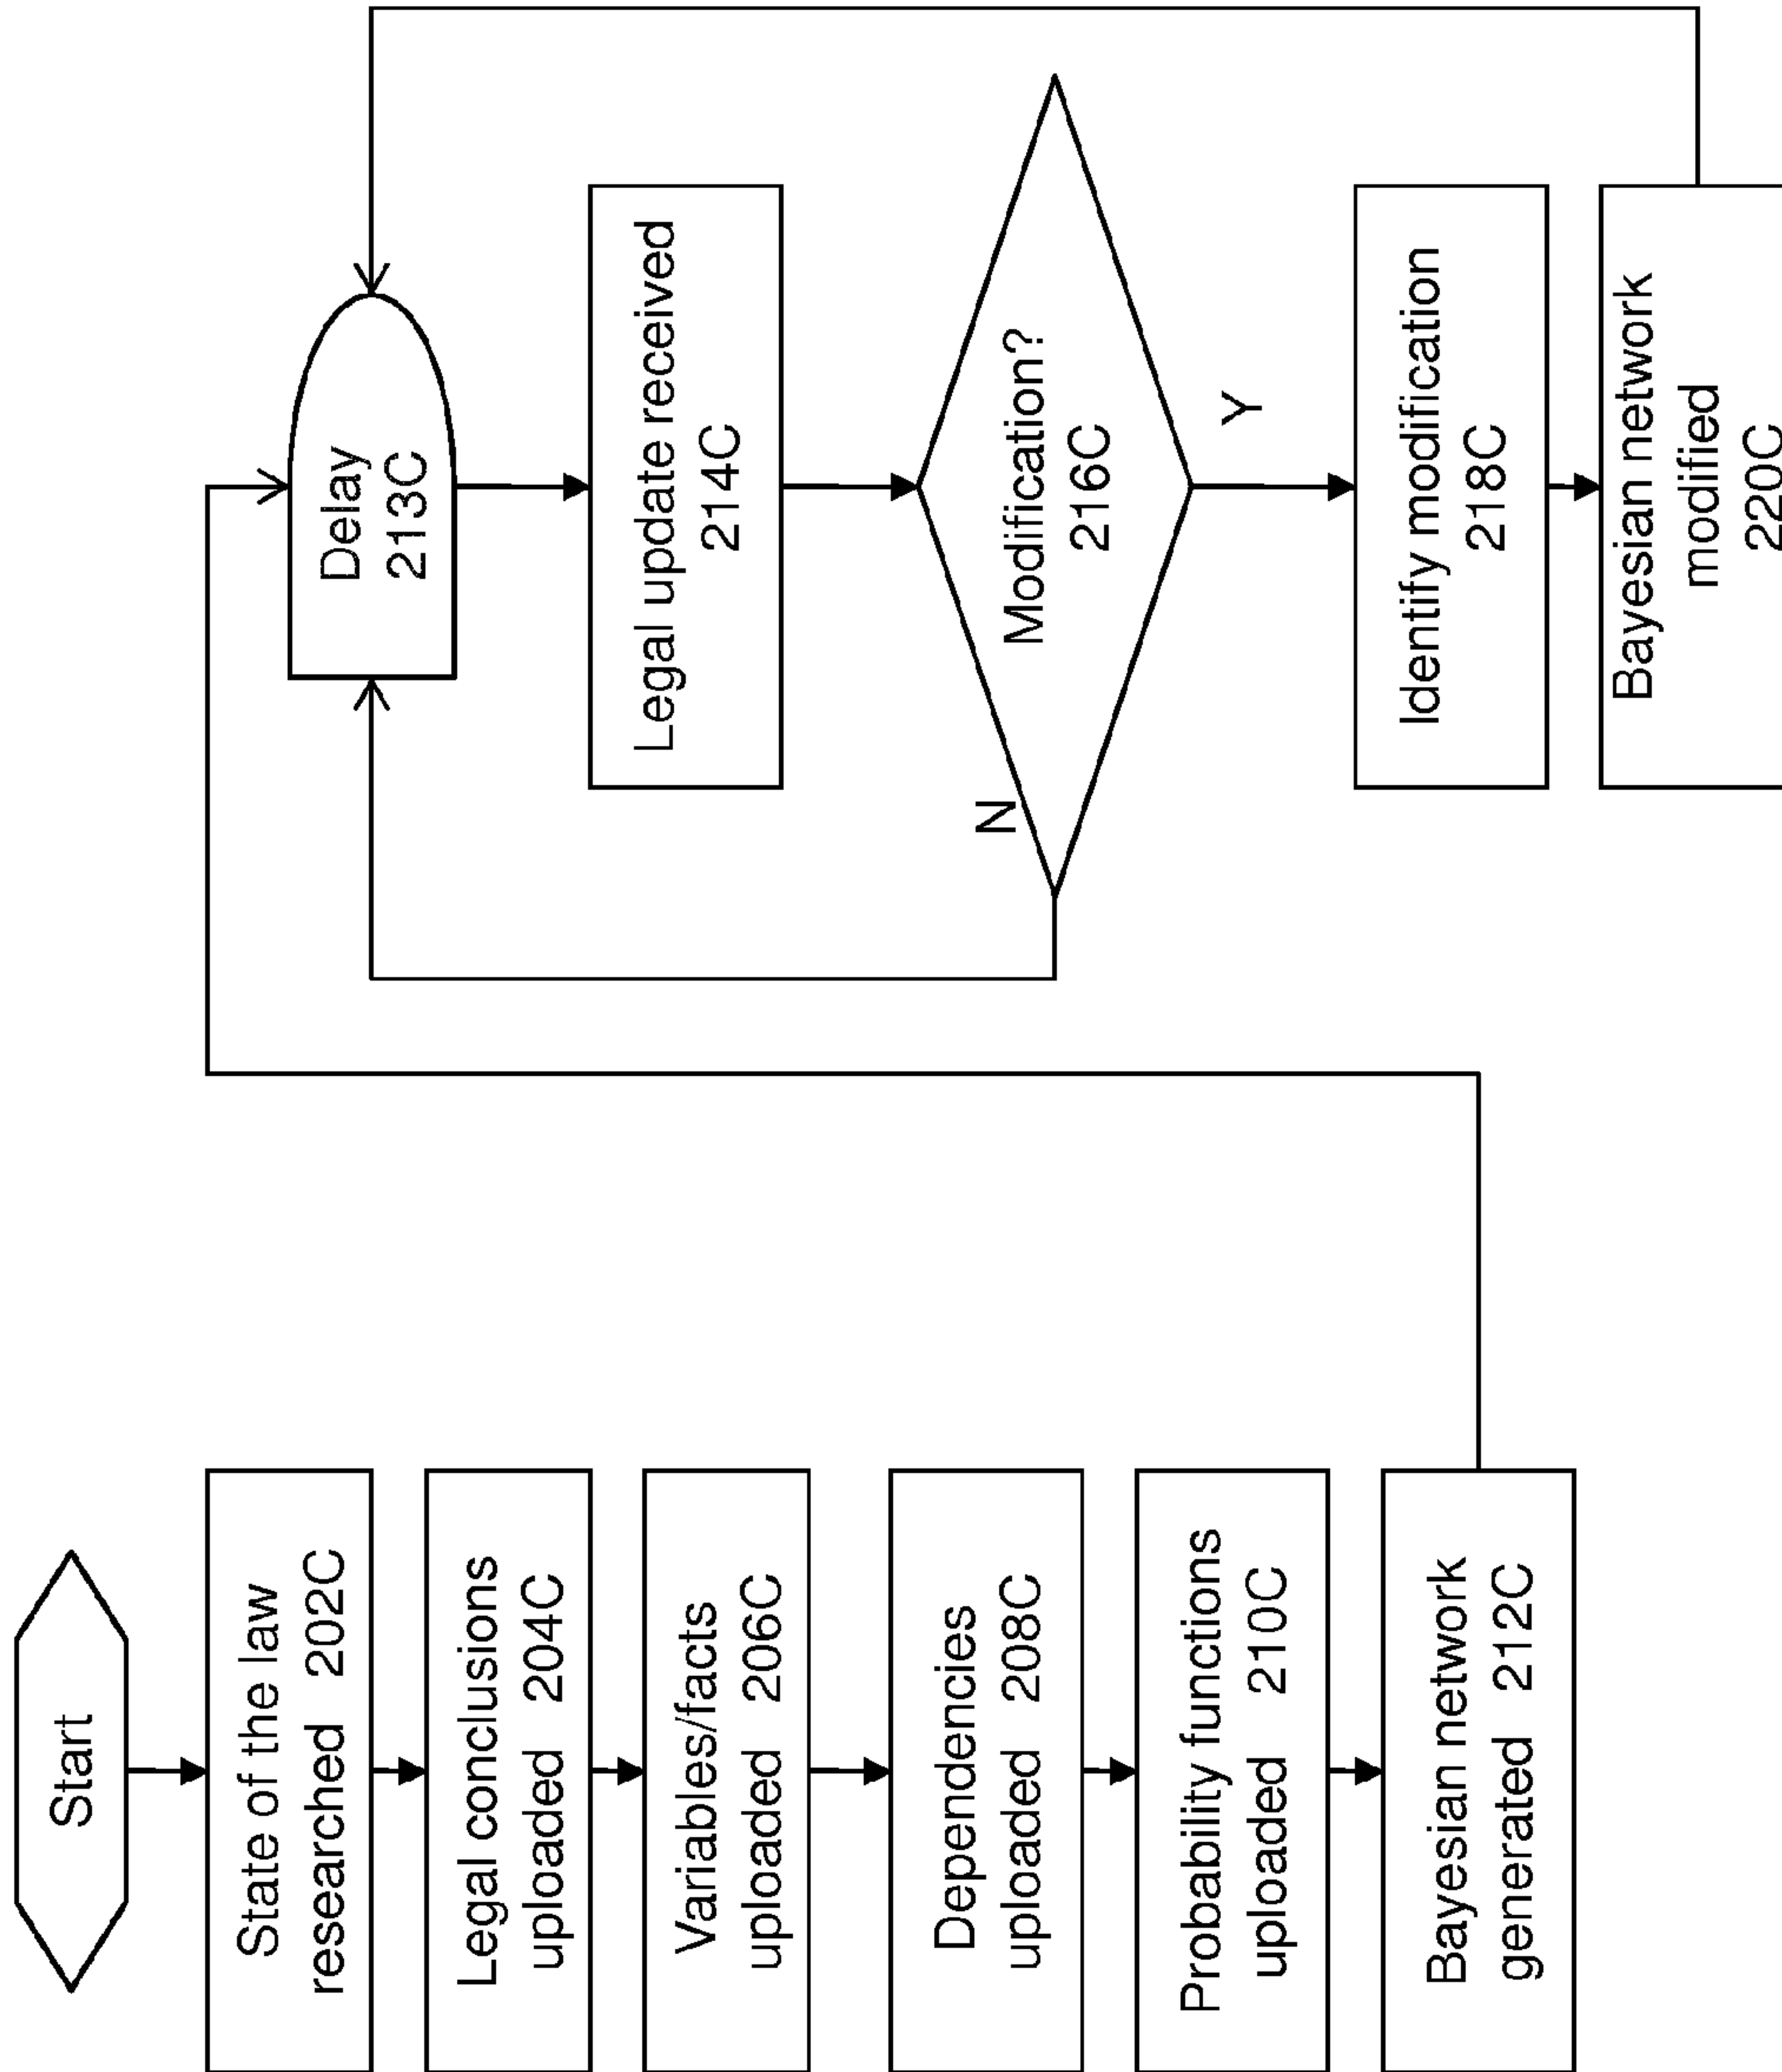 Start
State of the law
researched 202C
Legal conclusions
uploaded 204C
Variables/facts
uploaded 206C
Dependencies
uploaded 208C
Probability functions
uploaded 210C
Bayesian network
generated 212C
Delay
213C
Legal update received
214C
Modification?
216C
N
Y
Identify modification
218C
Bayesian network
modified
220C